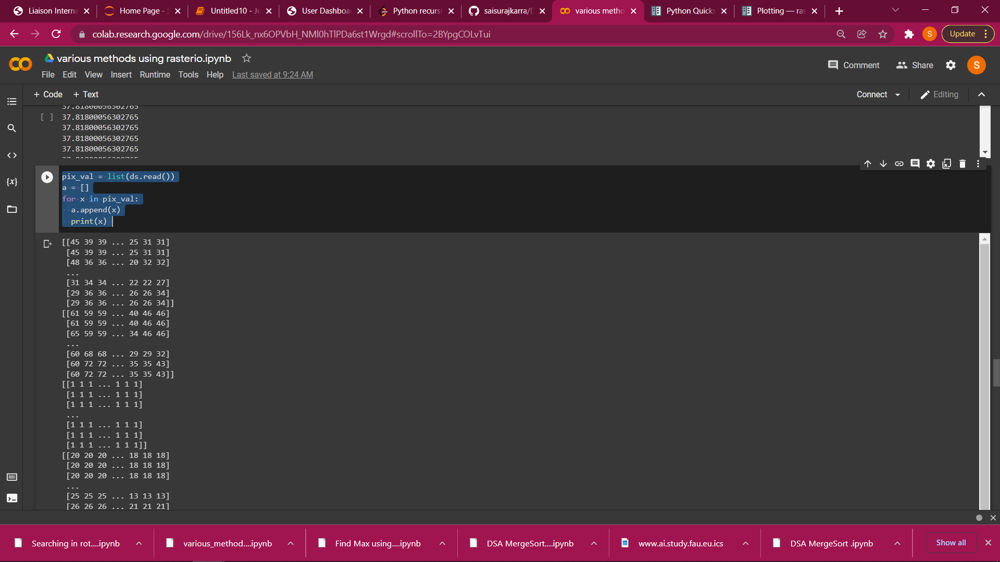 Liaison Interna
Home Page - S
Untitled10 - Ju
User Dashboar
Python recursi
saisurajkarra/D
various metho
Python Quicks
Plotting — ras
colab.research.google.com/drive/156Lk_nx6OPVbH_NMl0hTlPDa6st1Wrgd#scrollTo=2BYpgCOLvTui
S
Update
various methods using rasterio.ipynb
File Edit View Insert Runtime Tools Help Last saved at 9:24 AM
Comment
Share
S
+ Code + Text
Connect
Editing
37.81800056302765
[ ] 37.81800056302765
37.81800056302765
37.81800056302765
37.81800056302765
37.81800056302765
pix_val = list(ds.read())
a = []
for x in pix_val:
a.append(x)
print(x)
[[45 39 39 ... 25 31 31]
[45 39 39 ... 25 31 31]
[48 36 36 ... 20 32 32]
...
[31 34 34 ... 22 22 27]
[29 36 36 ... 26 26 34]
[29 36 36 ... 26 26 34]]
[[61 59 59 ... 40 46 46]
[61 59 59 ... 40 46 46]
[65 59 59 ... 34 46 46]
...
[60 68 68 ... 29 29 32]
[60 72 72 ... 35 35 43]
[60 72 72 ... 35 35 43]]
[[1 1 1 ... 1 1 1]
[1 1 1 ... 1 1 1]
[1 1 1 ... 1 1 1]
...
[1 1 1 ... 1 1 1]
[1 1 1 ... 1 1 1]
[1 1 1 ... 1 1 1]]
[[20 20 20 ... 18 18 18]
[20 20 20 ... 18 18 18]
[20 20 20 ... 18 18 18]
...
[25 25 25 ... 13 13 13]
[26 26 26 ... 21 21 21]
Searching in rot....ipynb
various_method....ipynb
Find Max using....ipynb
DSA MergeSort....ipynb
www.ai.study.fau.eu.ics
DSA MergeSort .ipynb
Show all